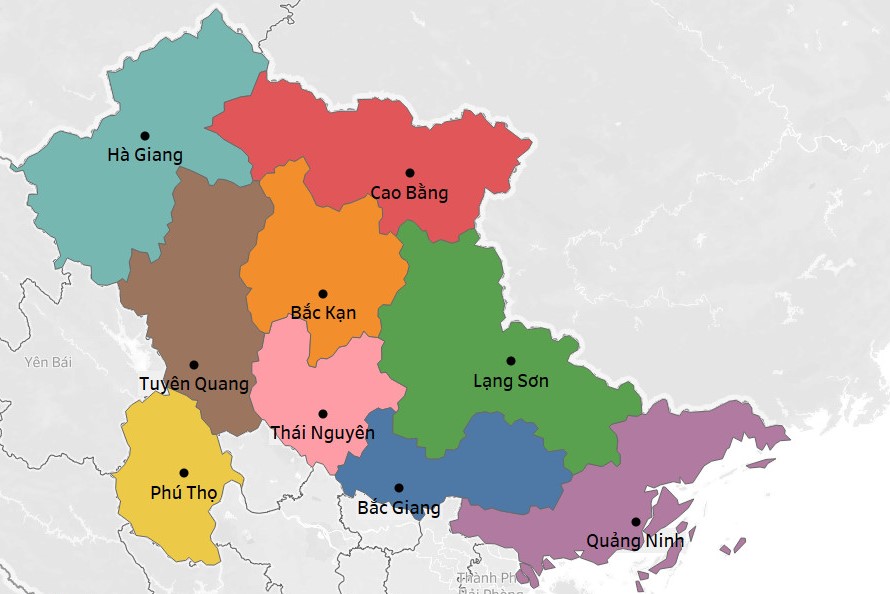 Hà Giang
Cao Bằng
Bắc Kạn
Yên Bái
Tuyên Quang
Lạng Sơn
Thái Nguyên
Phú Thọ
Bắc Giang
Quảng Ninh
Thành Ph
Hải Phòng